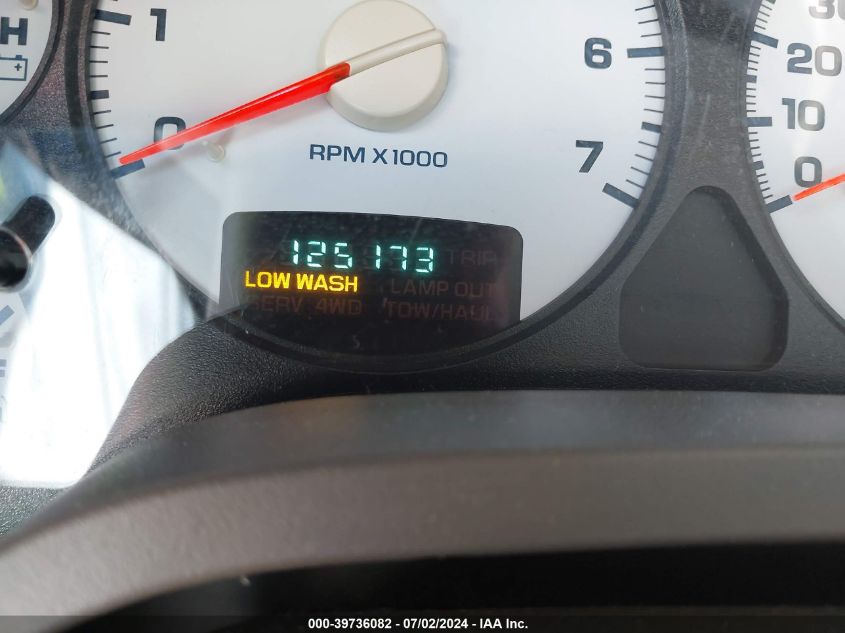 H
1
0
6
7
RPM X1000
30
20
10
0
125173 TRIP
LOW WASH LAMP OUT
SERV 4WD TOW/HAUL
000-39736082 - 07/02/2024 - IAA Inc.